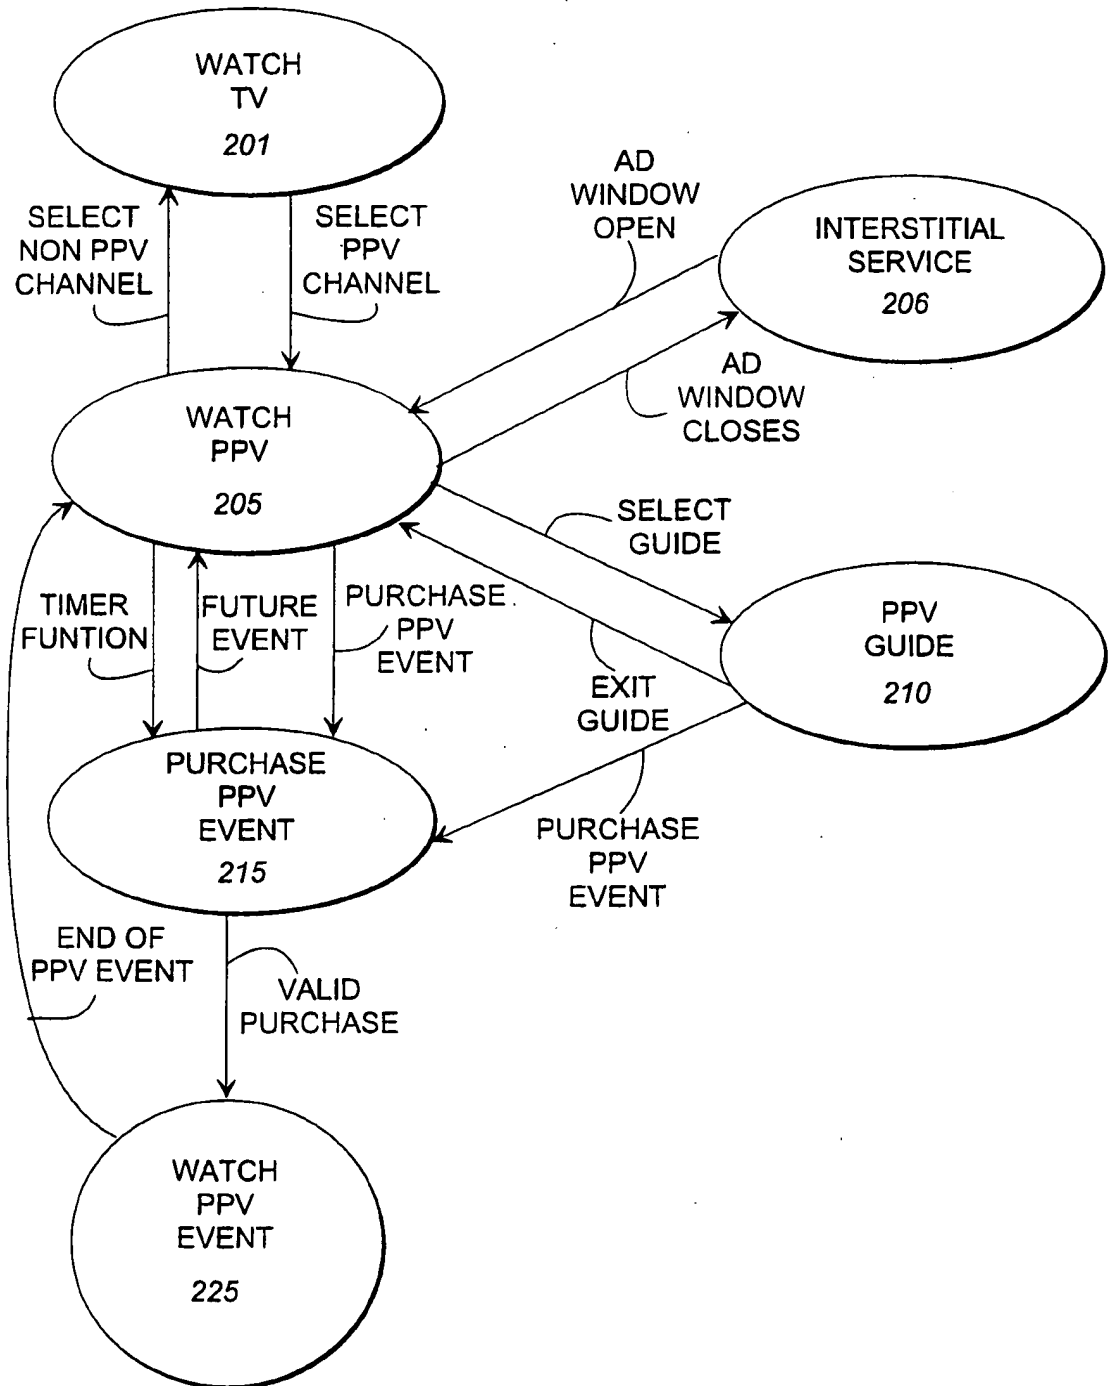 WATCH
TV
201
SELECT
NON PPV
CHANNEL
SELECT
PPV
CHANNEL
AD
WINDOW
OPEN
INTERSTITIAL
SERVICE
206
AD
WINDOW
CLOSES
WATCH
PPV
205
SELECT
GUIDE
TIMER
FUNTION
FUTURE
EVENT
PURCHASE
PPV
EVENT
EXIT
GUIDE
PPV
GUIDE
210
PURCHASE
PPV
EVENT
215
PURCHASE
PPV
EVENT
END OF
PPV EVENT
VALID
PURCHASE
WATCH
PPV
EVENT
225